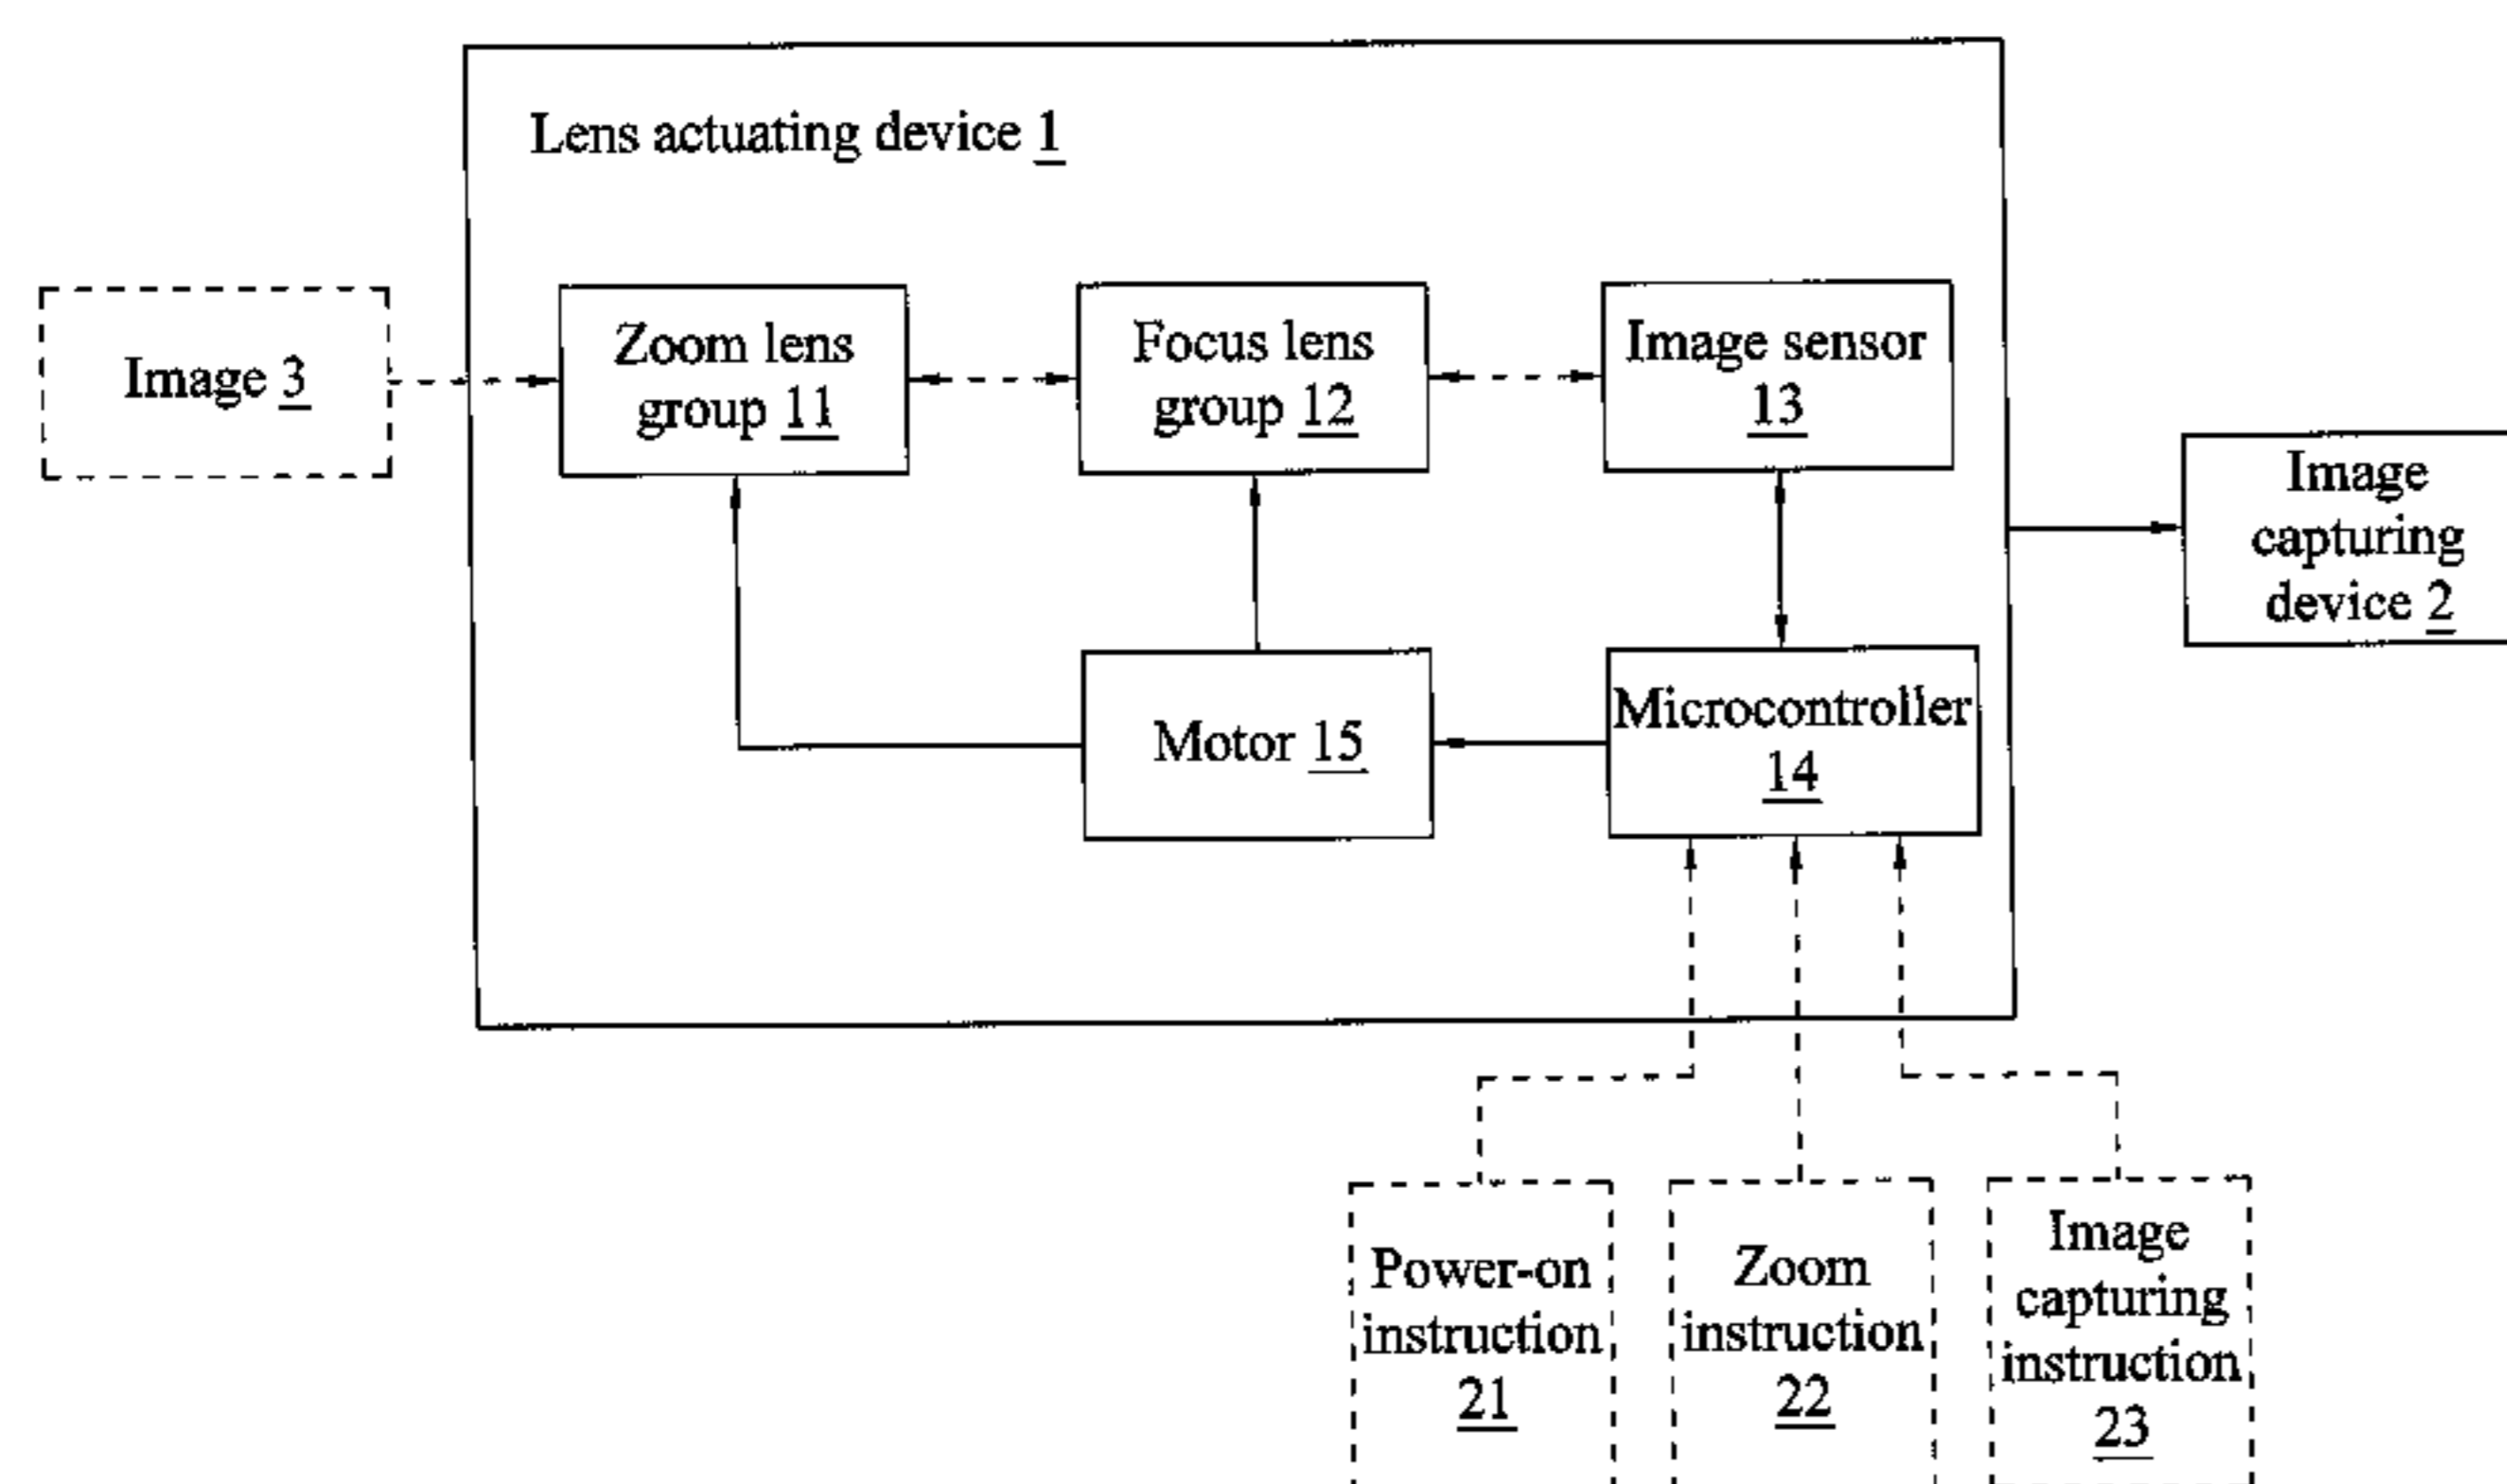 Lens actuating device 1
Image 3
Zoom lens
group 11
Focus lens
group 12
Image sensor
13
Image
capturing
device 2
Motor 15
Microcontroller
14
Power-on
instruction
21
Zoom
instruction
22
Image
capturing
instruction
23